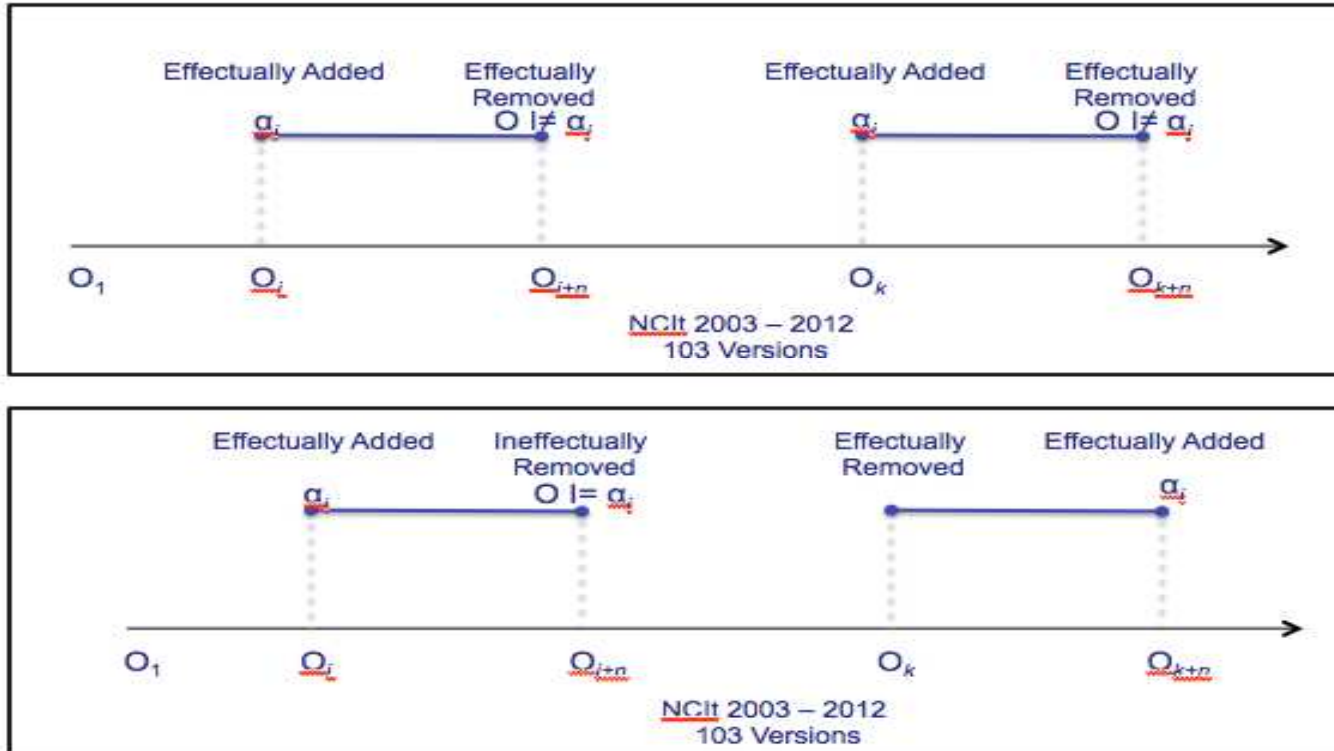 Effectually Added Effectually Effectually Added Effectually
Removed Removed
αᵢ O |≠ αᵢ αᵢ O |≠ αᵢ
O₁ Oᵢ Oᵢ₊ₙ Oₖ Oₖ₊ₙ
NCIt 2003 – 2012
103 Versions
Effectually Added Ineffectually Effectually Effectually Added
Removed Removed
αᵢ O |= αᵢ αᵢ
O₁ Oᵢ Oᵢ₊ₙ Oₖ Oₖ₊ₙ
NCIt 2003 – 2012
103 Versions